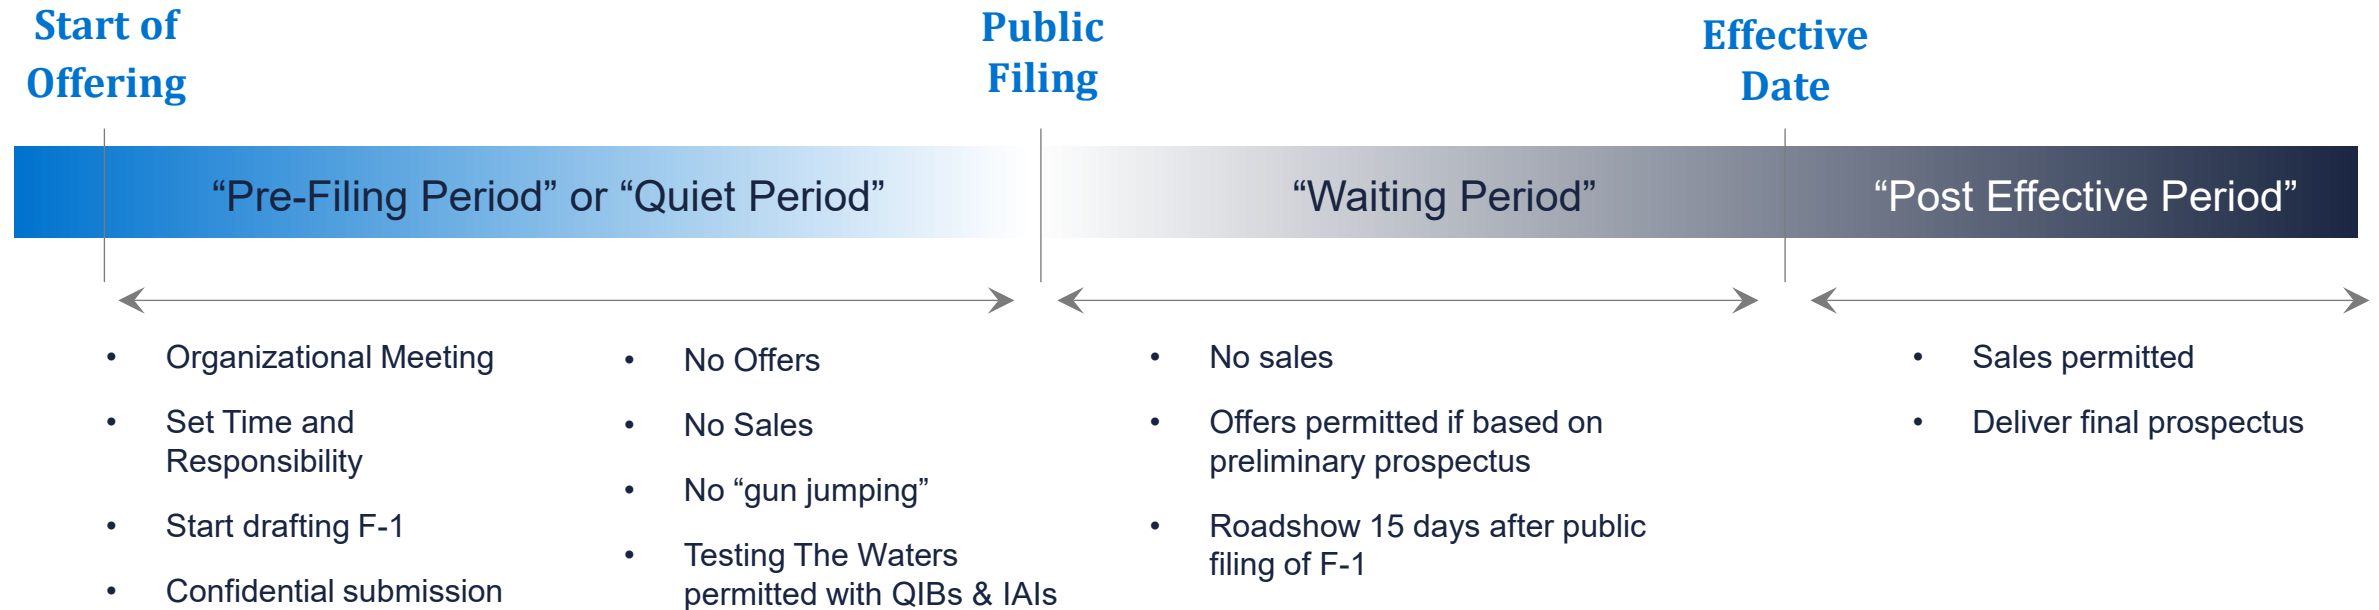 Start of
Offering
Public
Filing
Effective
Date
“Pre-Filing Period” or “Quiet Period”
“Waiting Period”
“Post Effective Period”
• Organizational Meeting
• Set Time and
Responsibility
• Start drafting F-1
• Confidential submission
• No Offers
• No Sales
• No “gun jumping”
• Testing The Waters
permitted with QIBs & IAIs
• No sales
• Offers permitted if based on
preliminary prospectus
• Roadshow 15 days after public
filing of F-1
• Sales permitted
• Deliver final prospectus